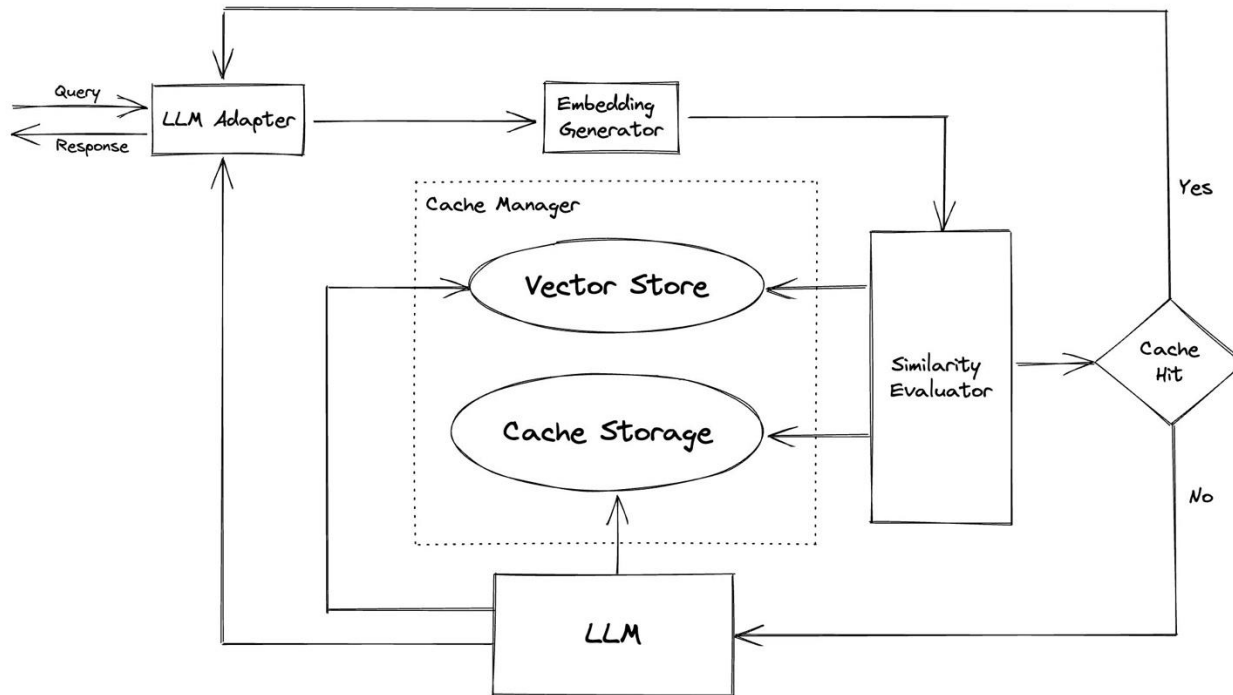 Query
LLM Adapter
Response
Embedding
Generator
Cache Manager
Yes
Vector Store
Similarity
Evaluator
Cache
Hit
Cache Storage
No
LLM